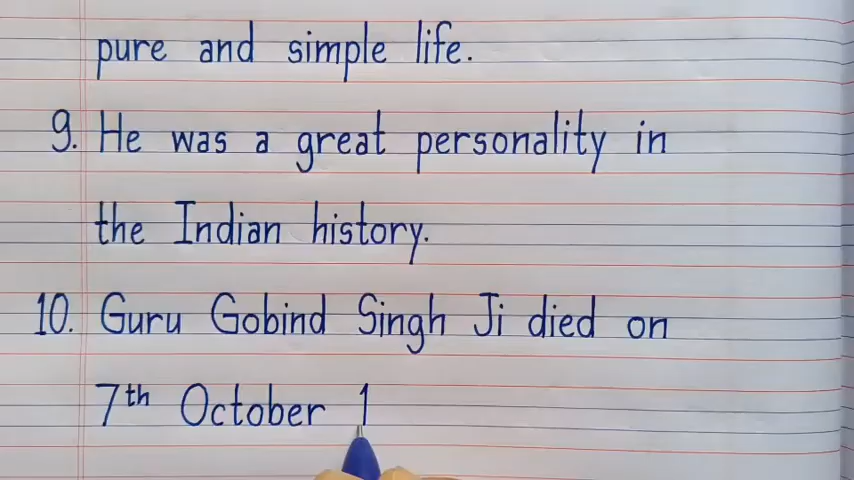 pure and simple life.
9. He was a great personality in
the Indian history.
10. Guru Gobind Singh Ji died on
7th October 1